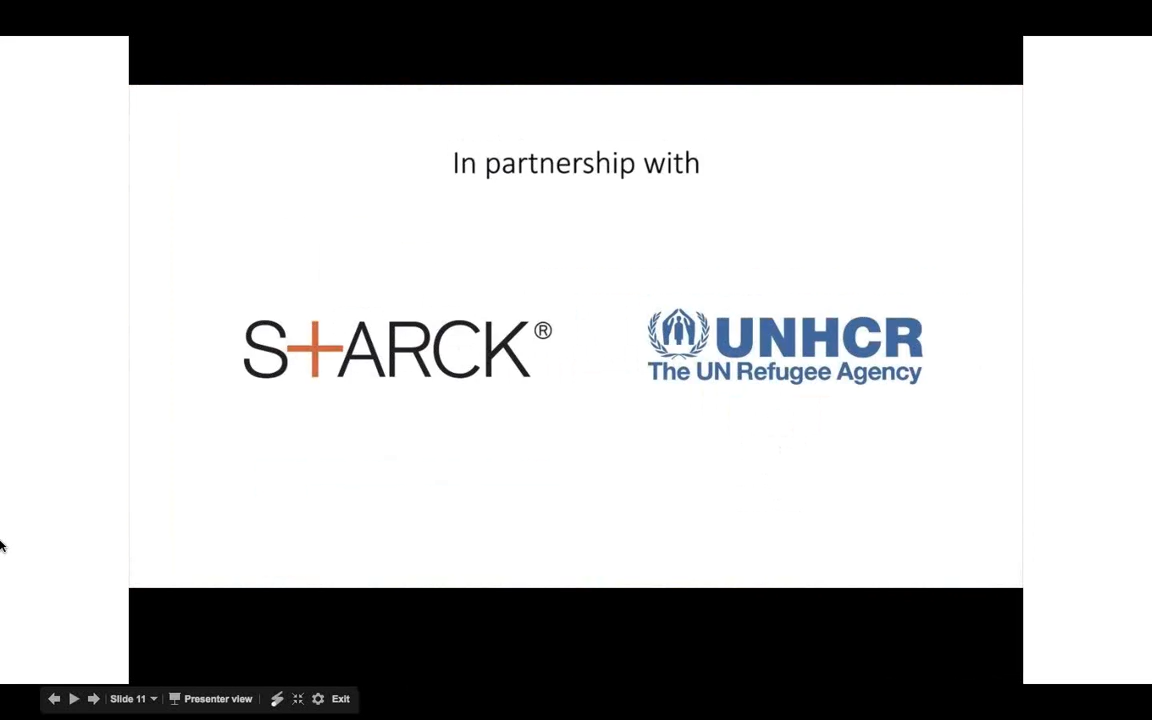 In partnership with
S+ARCK®
UNHCR
The UN Refugee Agency
Slide 11
Presenter view
Exit